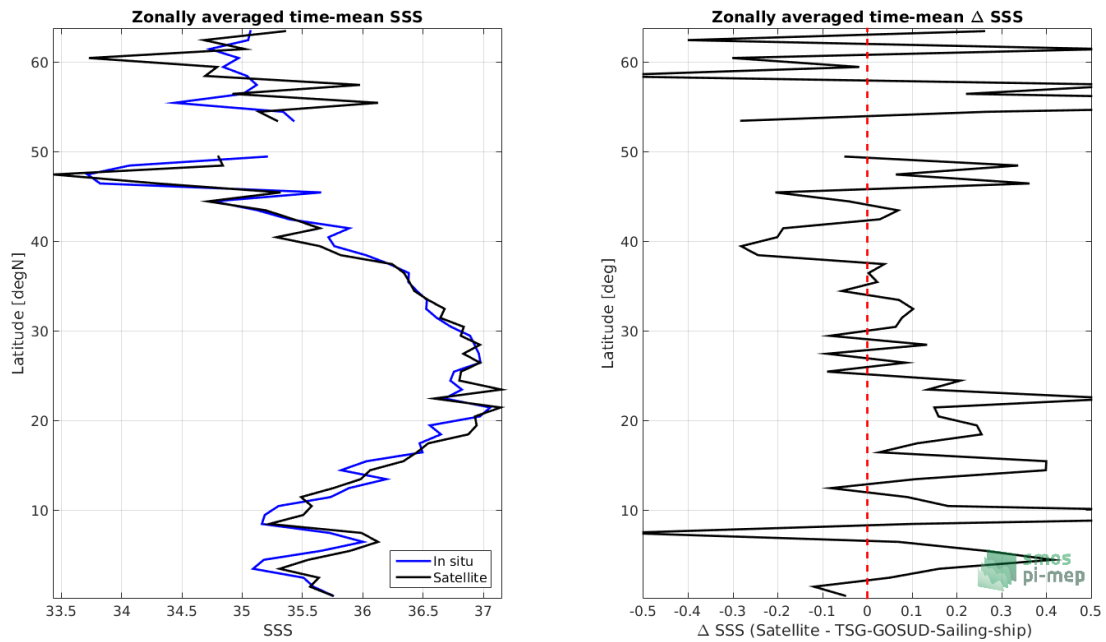 Zonally averaged time-mean SSS
Latitude [degN]
60
50
40
30
20
10
33.5 34 34.5 35 35.5 36 36.5 37
SSS
In situ
Satellite
Zonally averaged time-mean Δ SSS
Latitude [deg]
60
50
40
30
20
10
-0.5 -0.4 -0.3 -0.2 -0.1 0 0.1 0.2 0.3 0.4 0.5
Δ SSS (Satellite - TSG-GOSUD-Sailing-ship)
smos
pi-mep